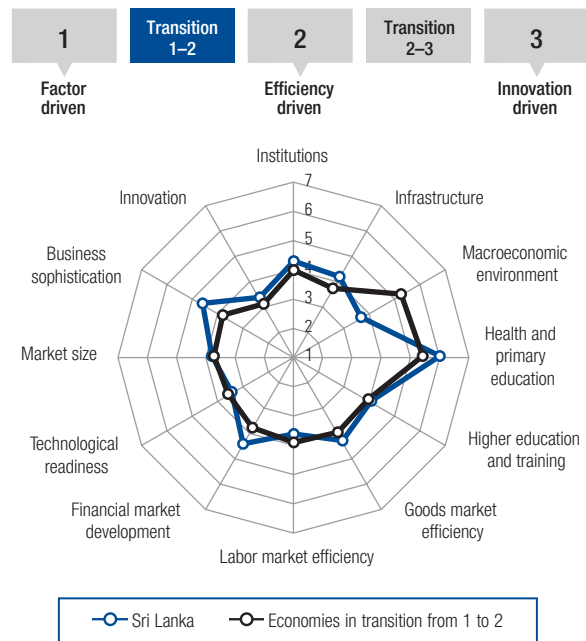 1
Transition
1–2
2
Transition
2–3
3
Factor
driven
Efficiency
driven
Innovation
driven
Institutions
7
Innovation
Infrastructure
6
5
Business
sophistication
Macroeconomic
environment
4
3
2
Market size
1
Health and
primary
education
Technological
readiness
Higher education
and training
Financial market
development
Goods market
efficiency
Labor market efficiency
Sri Lanka
Economies in transition from 1 to 2